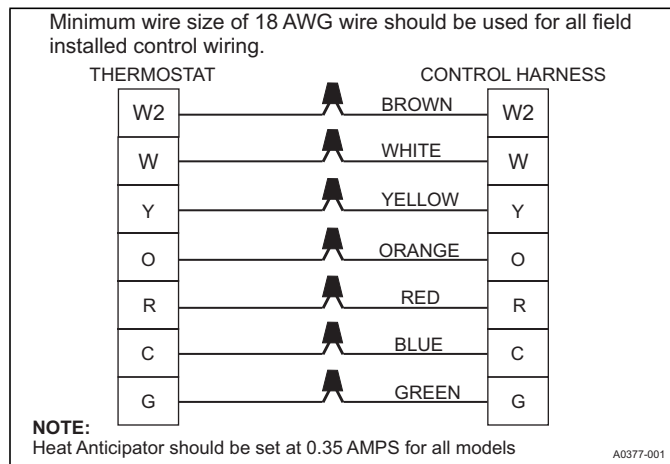 Minimum wire size of 18 AWG wire should be used for all field
installed control wiring.
THERMOSTAT CONTROL HARNESS
W2 BROWN W2
W WHITE W
Y YELLOW Y
O ORANGE O
R RED R
C BLUE C
G GREEN G
NOTE:
Heat Anticipator should be set at 0.35 AMPS for all models
A0377-001